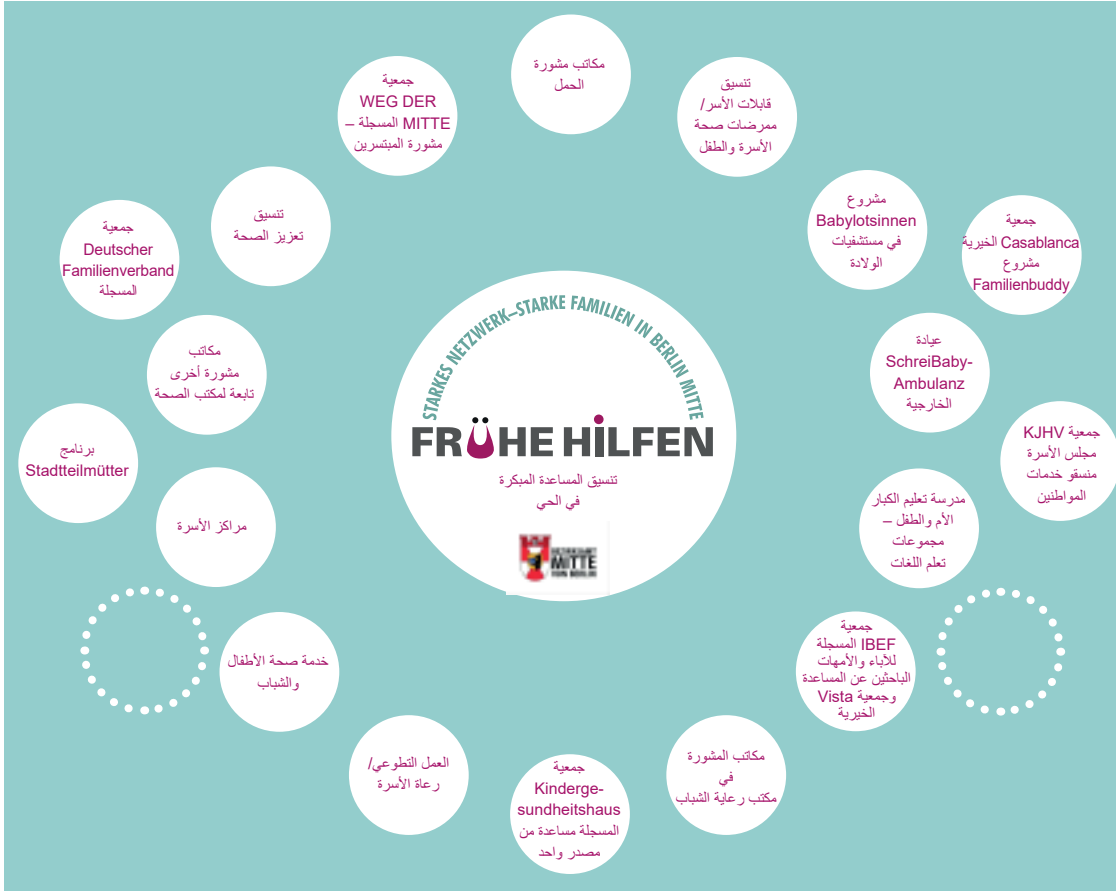 مكاتب مشورة
الحمل
جمعية
WEG DER
MITTE المسجلة –
مشورة المبتسرين
تنسيق
قابلات الأسر/
ممرضات صحة
الأسرة والطفل
تنسيق
تعزيز الصحة
مشروع
Babylotsinnen
في مستشفيات
الولادة
جمعية
Deutscher
Familienverband
المسجلة
جمعية
Casablanca الخيرية
مشروع
Familienbuddy
STARKES NETZWERK–STARKE FAMILIEN IN BERLIN MITTE
FRÜHE HILFEN
تنسيق المساعدة المبكرة
في الحي
BEZIRKSAMT
MITTE
VON BERLIN
مكاتب
مشورة أخرى
تابعة لمكتب الصحة
عيادة
SchreiBaby-
Ambulanz
الخارجية
برنامج
Stadtteilmütter
جمعية KJHV
مجلس الأسرة
منسقو خدمات
المواطنين
مراكز الأسرة
مدرسة تعليم الكبار
الأم والطفل –
مجموعات
تعلم اللغات
خدمة صحة الأطفال
والشباب
جمعية
IBEF المسجلة
للآباء والأمهات
الباحثين عن المساعدة
وجمعية Vista
الخيرية
العمل التطوعي/
رعاة الأسرة
جمعية
Kinderge-
sundheitshaus
المسجلة مساعدة من
مصدر واحد
مكاتب المشورة
في
مكتب رعاية الشباب